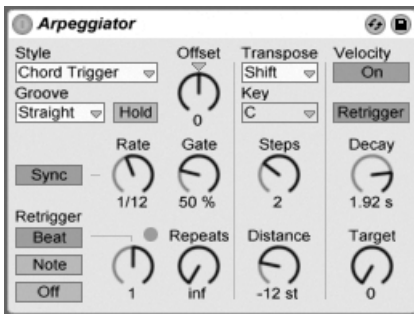 Arpeggiator
Style
Chord Trigger
Groove
Straight
Hold
Offset
0
Transpose
Shift
Key
C
Velocity
On
Retrigger
Sync
Rate
1/12
Gate
50 %
Steps
2
Decay
1.92 s
Retrigger
Beat
Note
Off
1
Repeats
inf
Distance
-12 st
Target
0